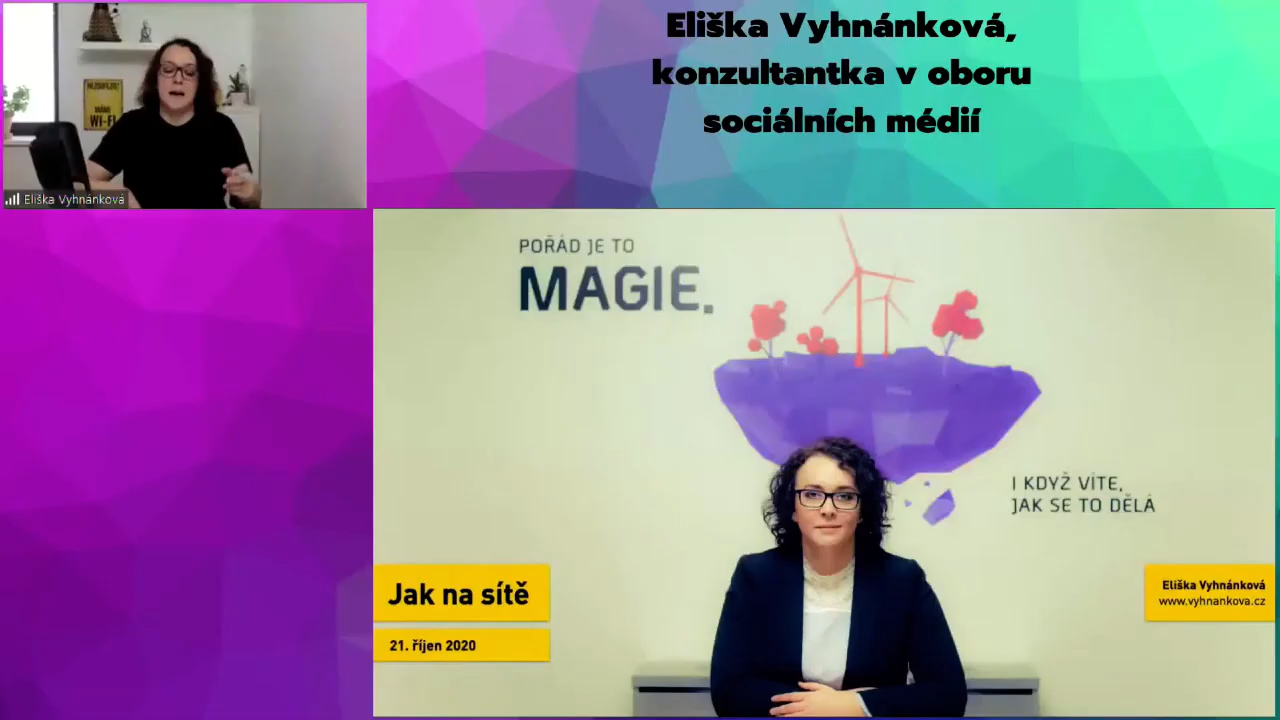 Eliška Vyhnánková,
konzultantka v oboru
sociálních médií
WI-FI
Eliška Vyhnánková
POŘÁD JE TO
MAGIE.
I KDYŽ VÍTE,
JAK SE TO DĚLÁ
Jak na sítě
21. říjen 2020
Eliška Vyhnánková
www.vyhnankova.cz